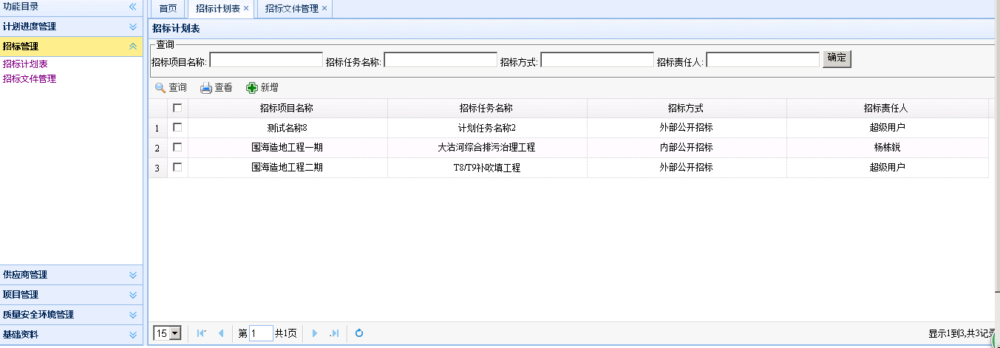 功能目录
计划进度管理
招标管理
招标计划表
招标文件管理
供应商管理
项目管理
质量安全环境管理
基础资料
首页 招标计划表 招标文件管理
招标计划表
查询
招标项目名称: 招标任务名称: 招标方式: 招标责任人: 确定
查询 查看 新增
招标项目名称 招标任务名称 招标方式 招标责任人
1 测试名称8 计划任务名称2 外部公开招标 超级用户
2 围海造地工程一期 大沽河综合排污治理工程 内部公开招标 杨栋锐
3 围海造地工程二期 T8/T9补吹填工程 外部公开招标 超级用户
15 第 1 共1页 显示1到3,共3记录